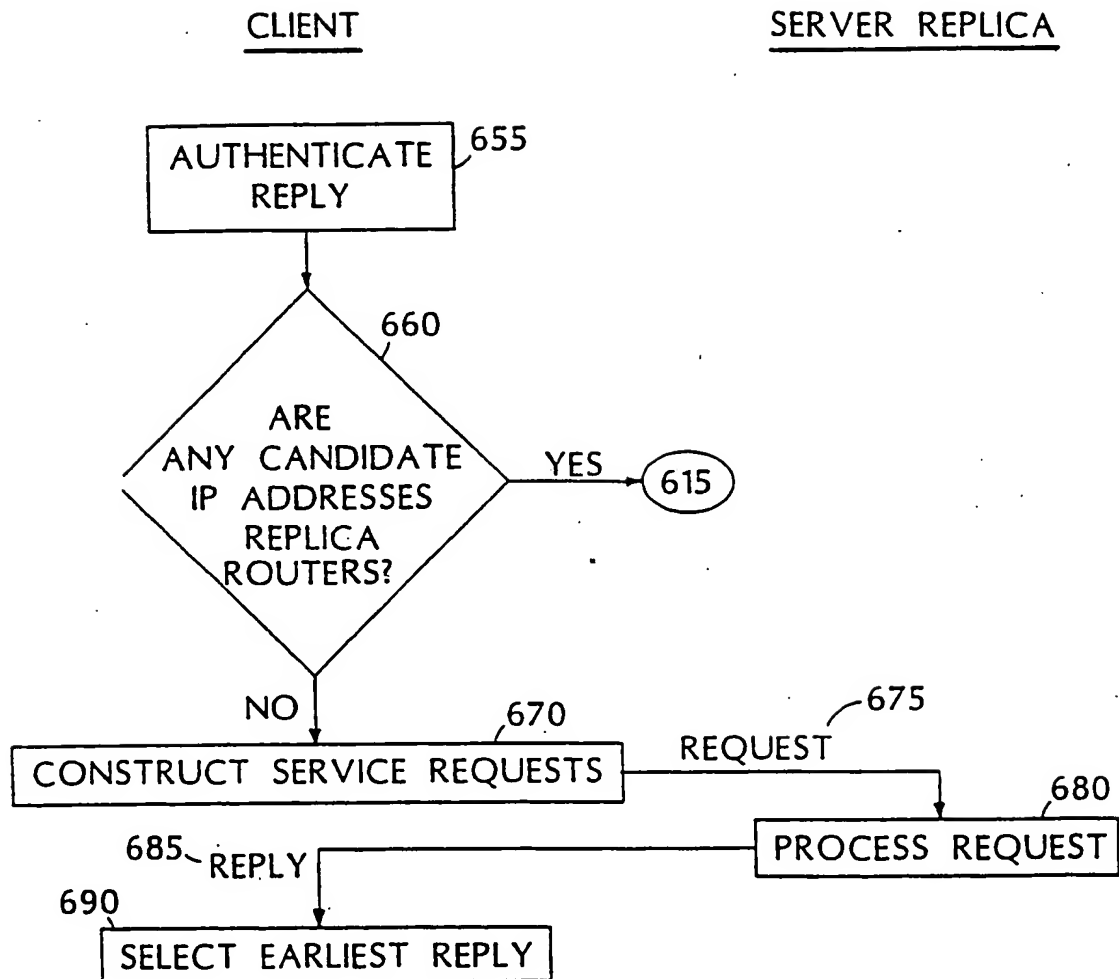 CLIENT
SERVER REPLICA
655
AUTHENTICATE
REPLY
660
ARE
ANY CANDIDATE
IP ADDRESSES
REPLICA
ROUTERS?
YES
615
NO
670
675
CONSTRUCT SERVICE REQUESTS
REQUEST
680
PROCESS REQUEST
685
REPLY
690
SELECT EARLIEST REPLY